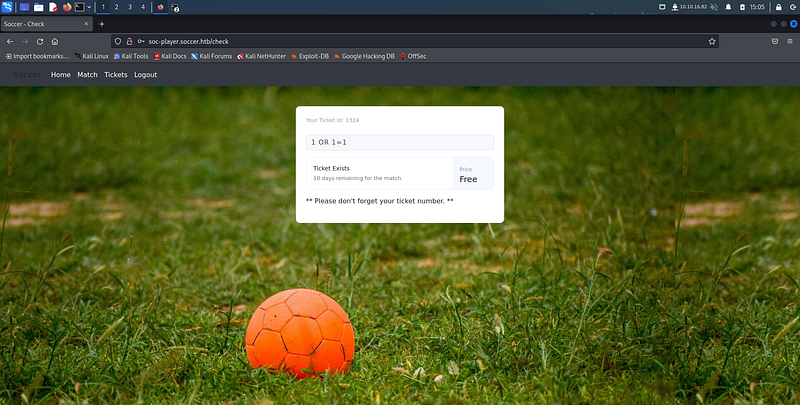 10.10.16.82
15:05
1 2 3 4
Soccer - Check
soc-player.soccer.htb/check
Import bookmarks... Kali Linux Kali Tools Kali Docs Kali Forums Kali NetHunter Exploit-DB Google Hacking DB OffSec
Soccer Home Match Tickets Logout
Your Ticket Id: 1324
1 OR 1=1
Ticket Exists
10 days remaining for the match.
Price
Free
** Please don't forget your ticket number. **